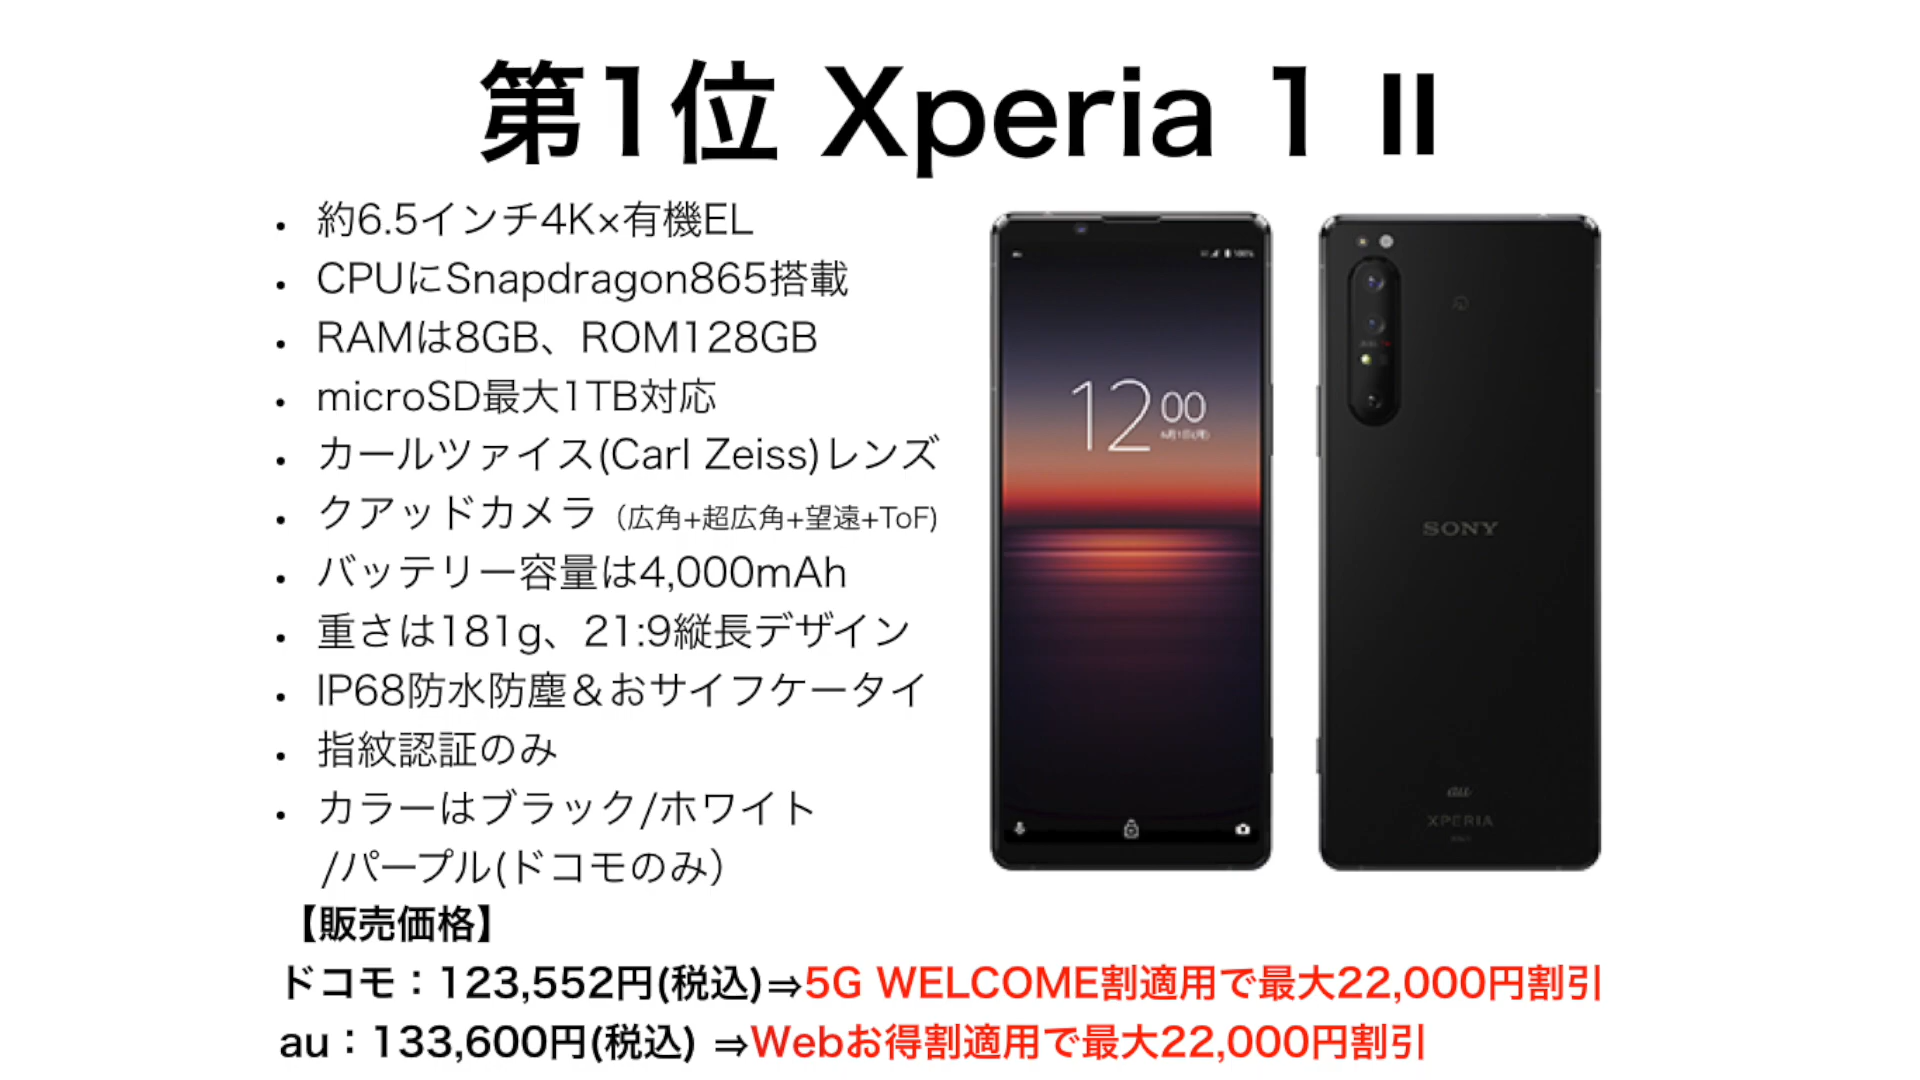 第1位 Xperia 1 II
・ 約6.5インチ4K×有機EL
・ CPUにSnapdragon865搭載
・ RAMは8GB、ROM128GB
・ microSD最大1TB対応
・ カールツァイス(Carl Zeiss)レンズ
・ クアッドカメラ（広角+超広角+望遠+ToF)
・ バッテリー容量は4,000mAh
・ 重さは181g、21:9縦長デザイン
・ IP68防水防塵＆おサイフケータイ
・ 指紋認証のみ
・ カラーはブラック/ホワイト
/パープル(ドコモのみ）
【販売価格】
ドコモ：123,552円(税込)⇒5G WELCOME割適用で最大22,000円割引
au：133,600円(税込) ⇒Webお得割適用で最大22,000円割引
100%
12 00
6月1日(月)
SONY
au
XPERIA